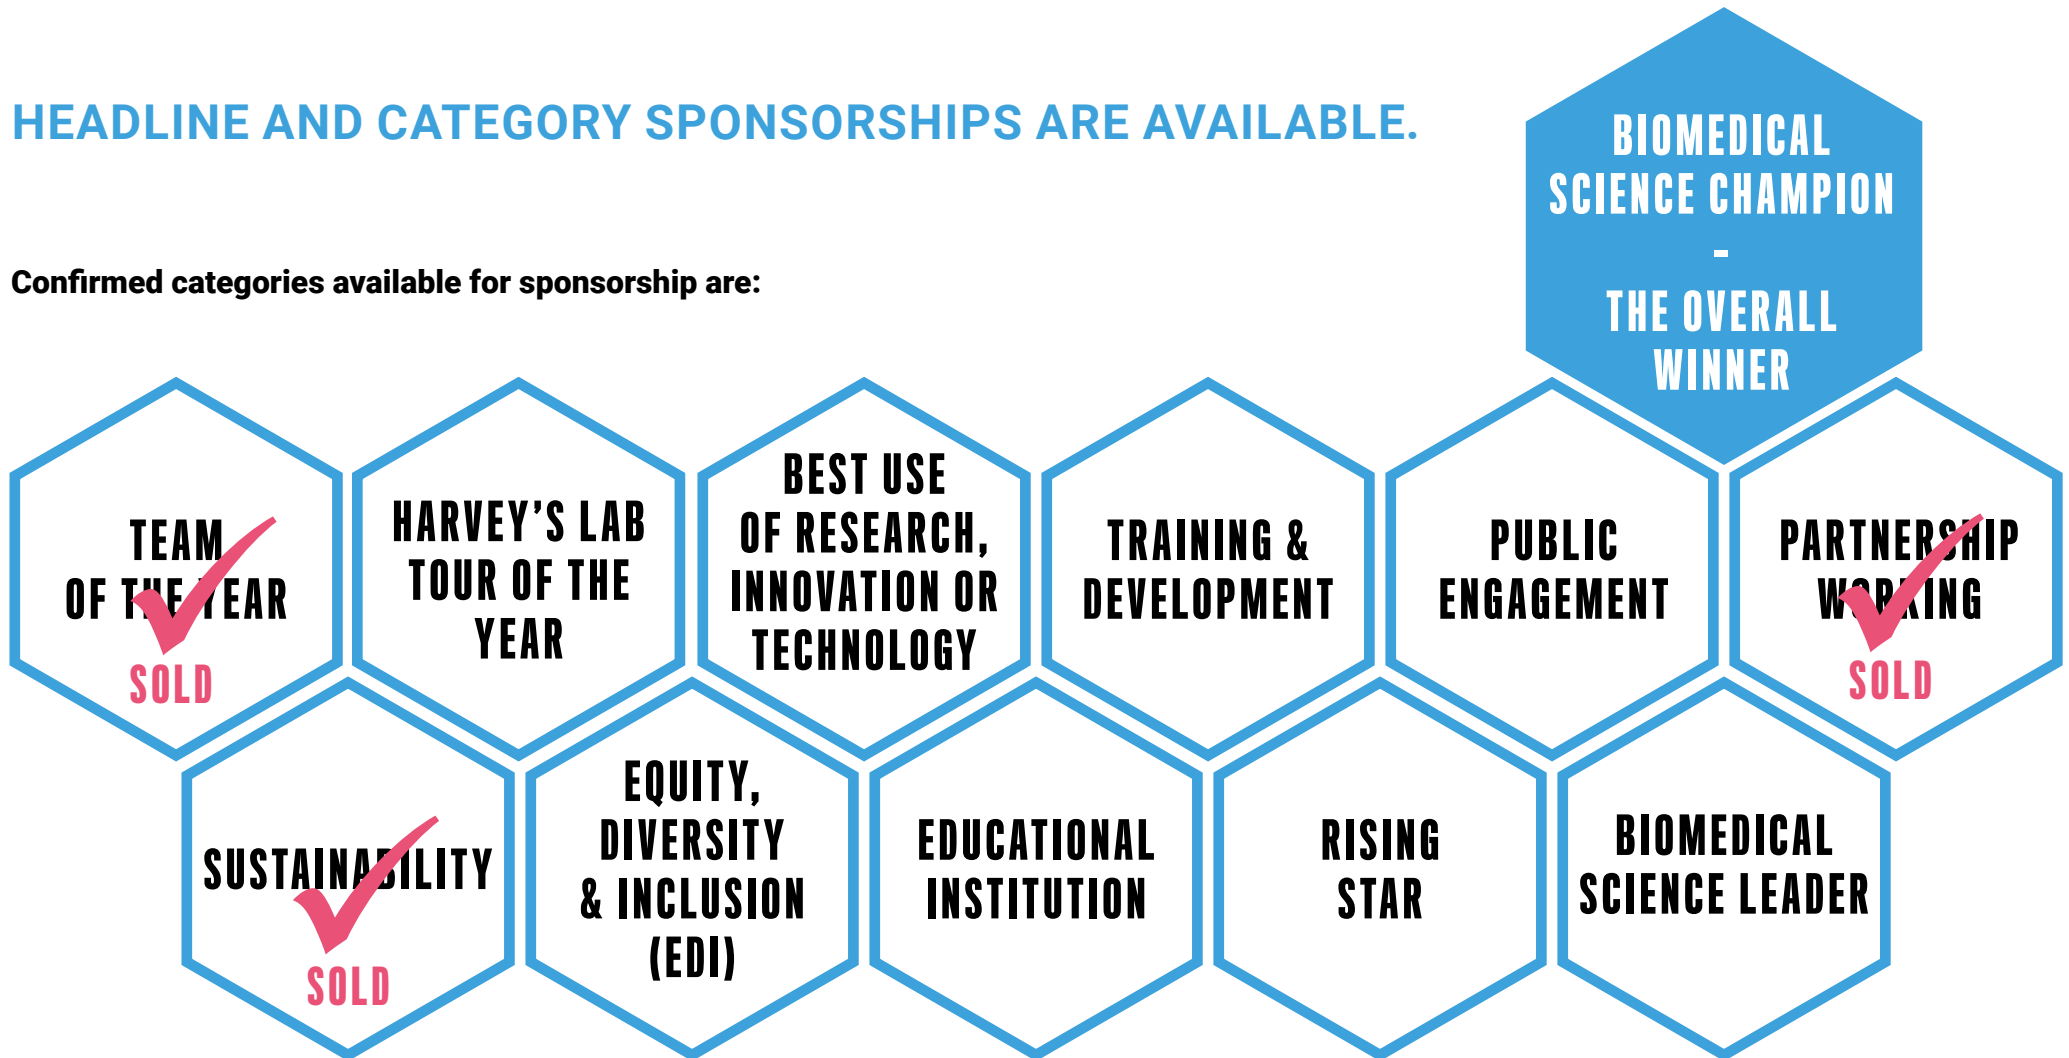 HEADLINE AND CATEGORY SPONSORSHIPS ARE AVAILABLE.
Confirmed categories available for sponsorship are:
BIOMEDICAL
SCIENCE CHAMPION
-
THE OVERALL
WINNER
TEAM
OF THE YEAR
SOLD
HARVEY’S LAB
TOUR OF THE
YEAR
BEST USE
OF RESEARCH,
INNOVATION OR
TECHNOLOGY
TRAINING &
DEVELOPMENT
PUBLIC
ENGAGEMENT
PARTNERSHIP
WORKING
SOLD
SUSTAINABILITY
SOLD
EQUITY,
DIVERSITY
& INCLUSION
(EDI)
EDUCATIONAL
INSTITUTION
RISING
STAR
BIOMEDICAL
SCIENCE LEADER